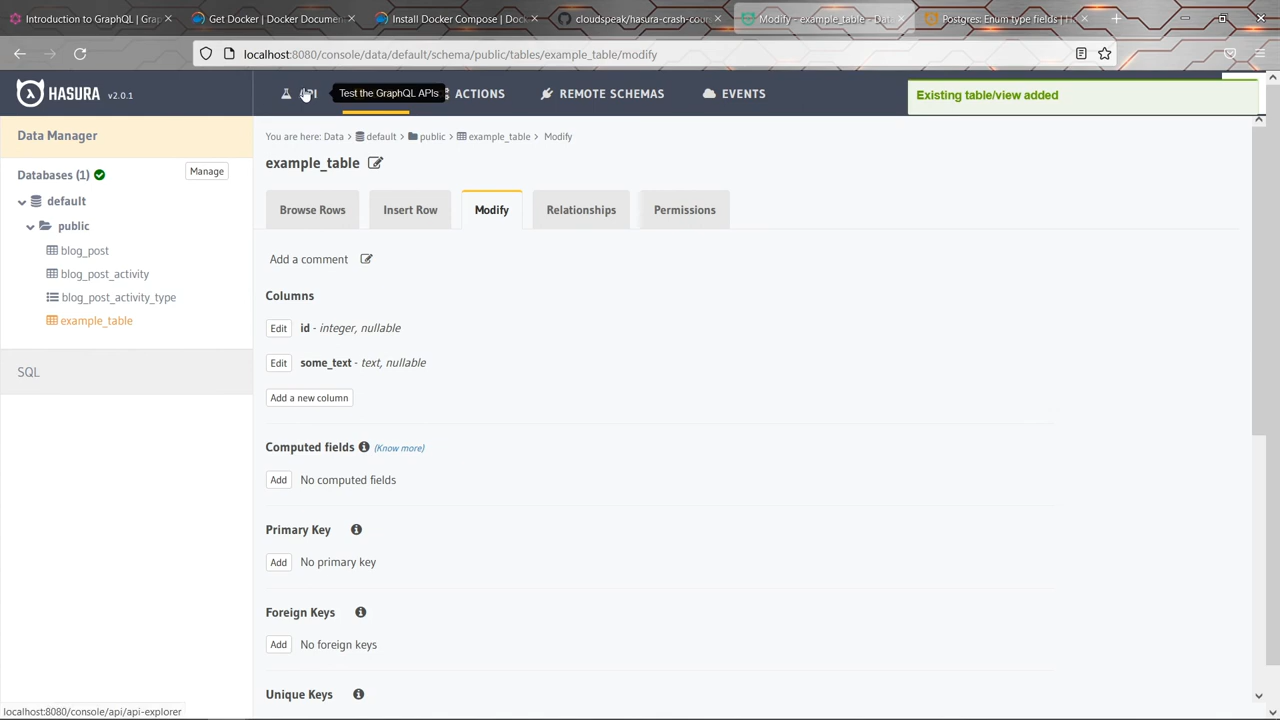 Introduction to GraphQL | Grap
Get Docker | Docker Documen
Install Docker Compose | Doc
cloudspeak/hasura-crash-cour
Modify - example_table - Dat
Postgres: Enum type fields | H
localhost:8080/console/data/default/schema/public/tables/example_table/modify
HASURA v2.0.1
API
Test the GraphQL APIs
ACTIONS
REMOTE SCHEMAS
EVENTS
Existing table/view added
Data Manager
Databases (1)
Manage
default
public
blog_post
blog_post_activity
blog_post_activity_type
example_table
SQL
You are here: Data > default > public > example_table > Modify
example_table
Browse Rows
Insert Row
Modify
Relationships
Permissions
Add a comment
Columns
Edit id - integer, nullable
Edit some_text - text, nullable
Add a new column
Computed fields (Know more)
Add No computed fields
Primary Key
Add No primary key
Foreign Keys
Add No foreign keys
Unique Keys
localhost:8080/console/api/api-explorer